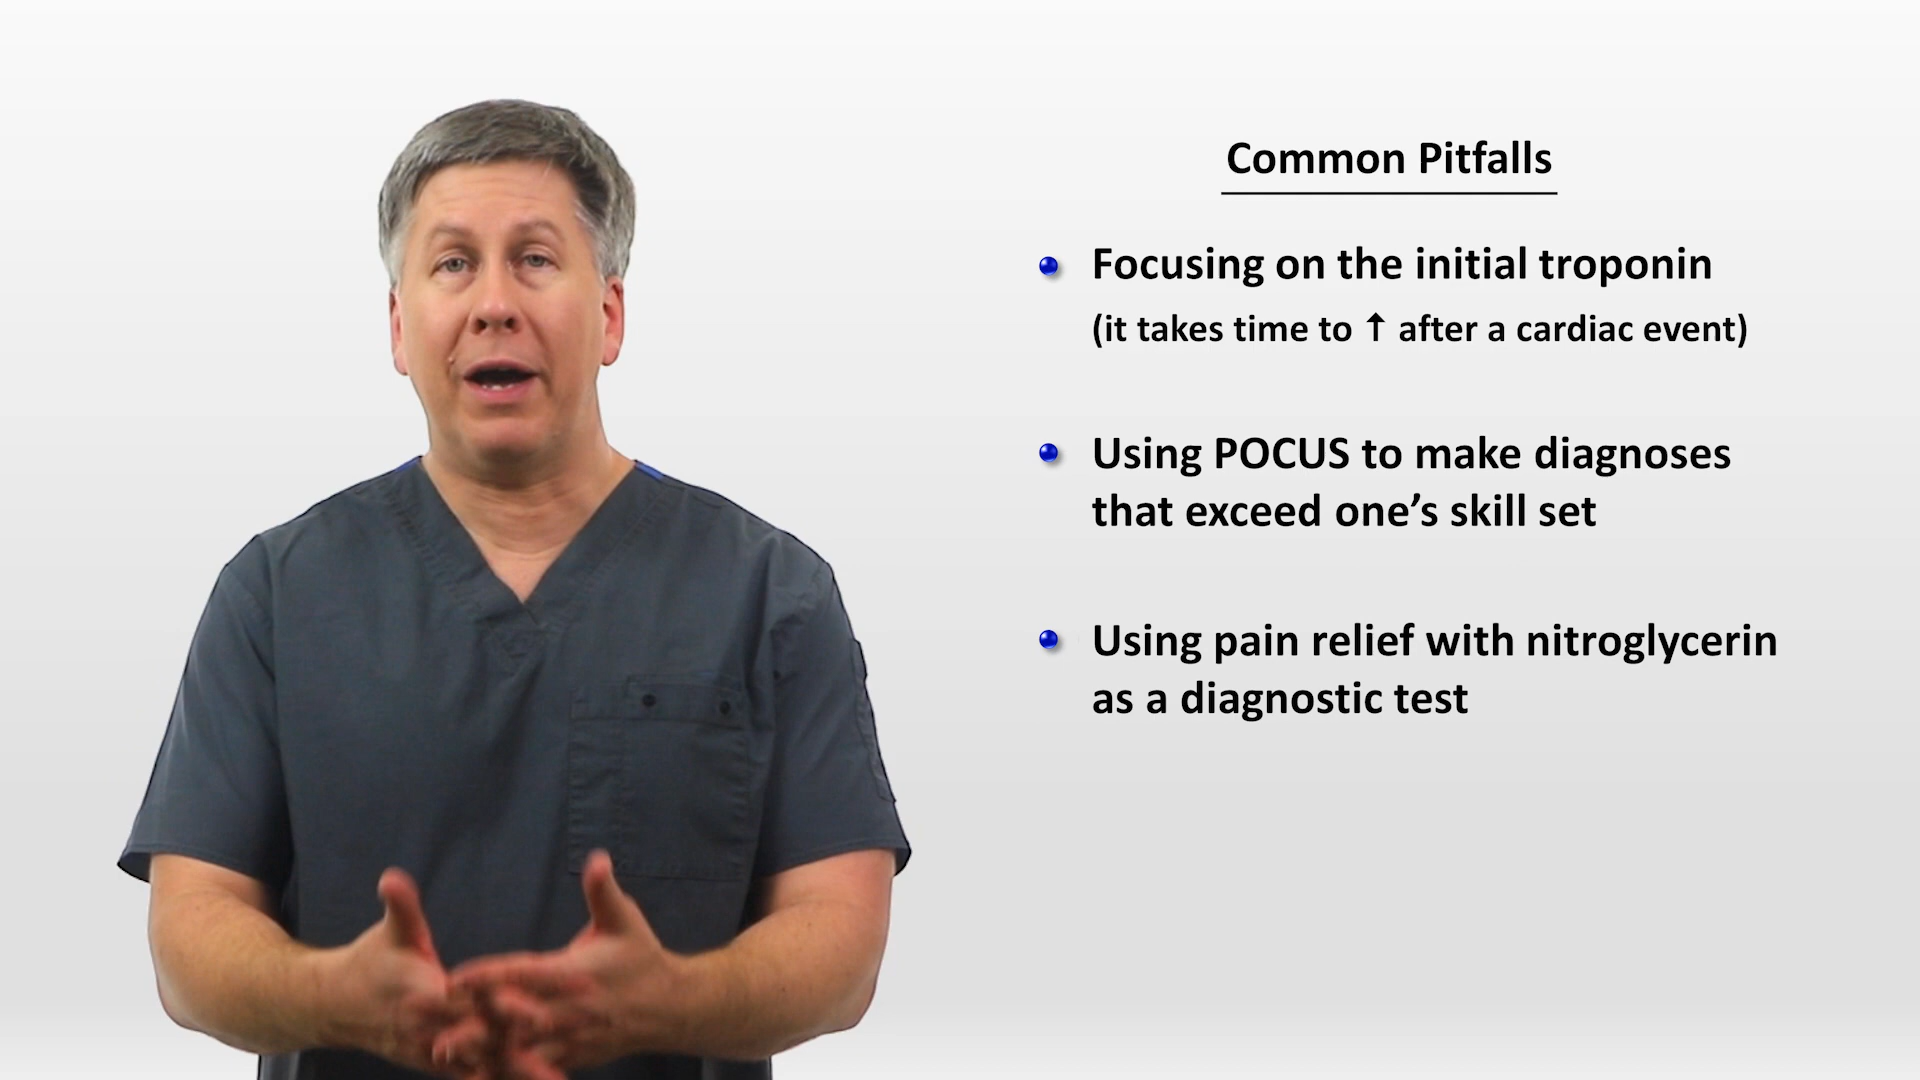 Common Pitfalls
Focusing on the initial troponin
(it takes time to ↑ after a cardiac event)
Using POCUS to make diagnoses
that exceed one’s skill set
Using pain relief with nitroglycerin
as a diagnostic test